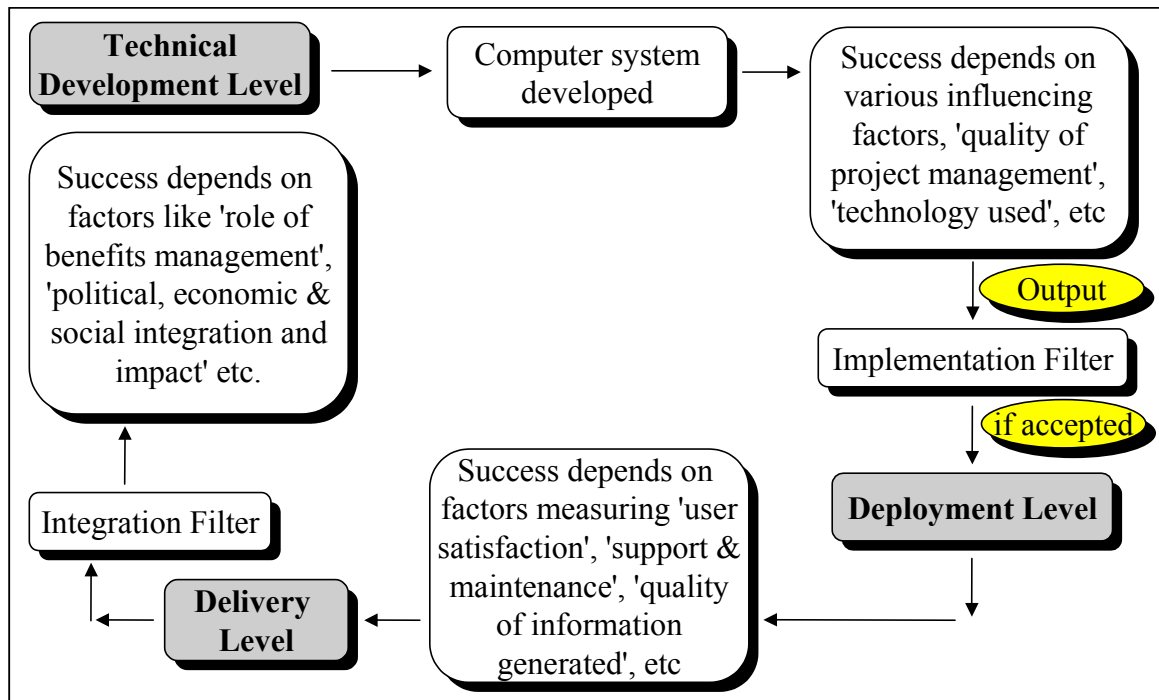 Technical
Development Level
Computer system
developed
Success depends on
various influencing
factors, 'quality of
project management',
'technology used', etc
Output
Implementation Filter
if accepted
Deployment Level
Success depends on
factors measuring 'user
satisfaction', 'support &
maintenance', 'quality
of information
generated', etc
Delivery
Level
Integration Filter
Success depends on
factors like 'role of
benefits management',
'political, economic &
social integration and
impact' etc.